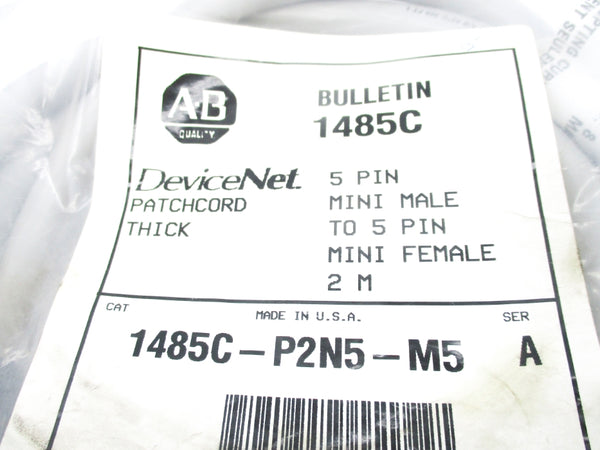 AB
QUALITY
BULLETIN
1485C
DeviceNet.
PATCHCORD
THICK
5 PIN
MINI MALE
TO 5 PIN
MINI FEMALE
2 M
CAT
MADE IN U.S.A.
SER
1485C-P2N5-M5
A